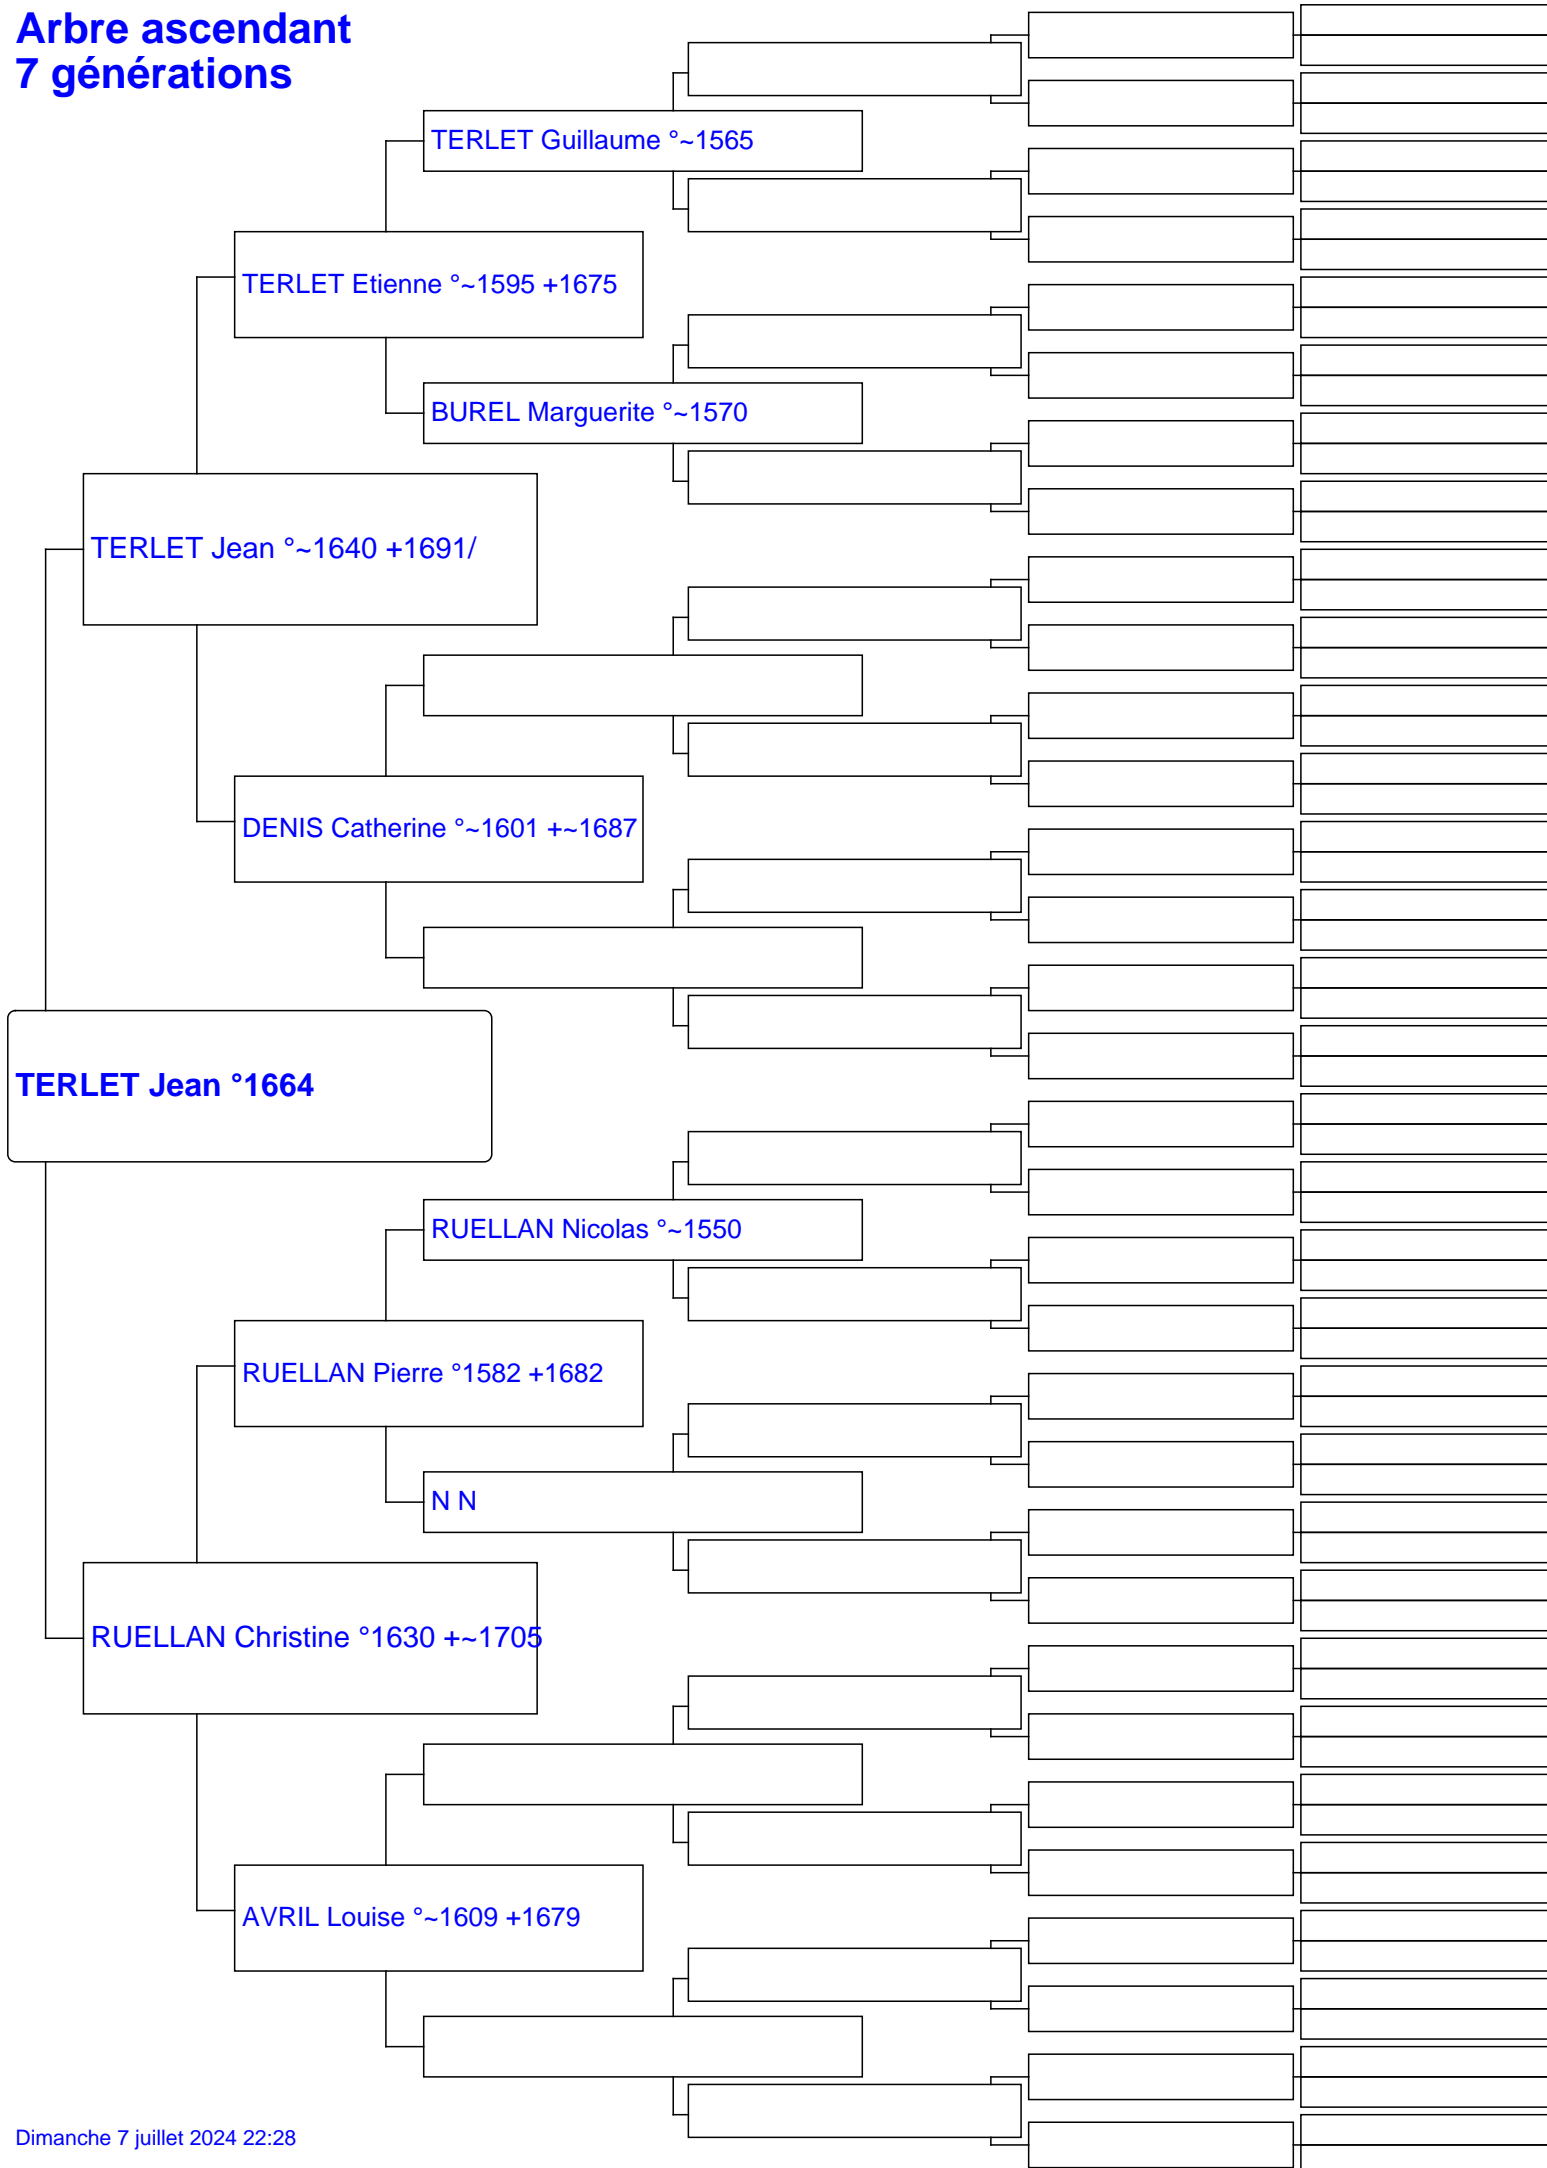 Arbre ascendant
7 générations
TERLET Guillaume °~1565
TERLET Etienne °~1595 +1675
BUREL Marguerite °~1570
TERLET Jean °~1640 +1691/
DENIS Catherine °~1601 +~1687
TERLET Jean °1664
RUELLAN Nicolas °~1550
RUELLAN Pierre °1582 +1682
N N
RUELLAN Christine °1630 +~1705
AVRIL Louise °~1609 +1679
Dimanche 7 juillet 2024 22:28